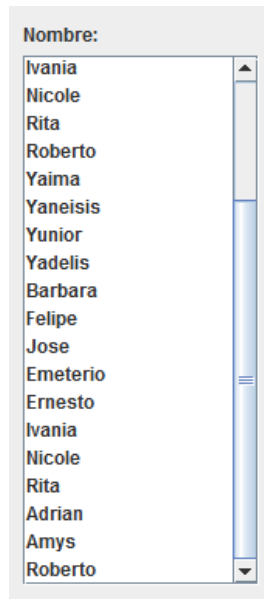 Nombre:
Ivania
Nicole
Rita
Roberto
Yaima
Yaneisis
Yunior
Yadelis
Barbara
Felipe
Jose
Emeterio
Ernesto
Ivania
Nicole
Rita
Adrian
Amys
Roberto